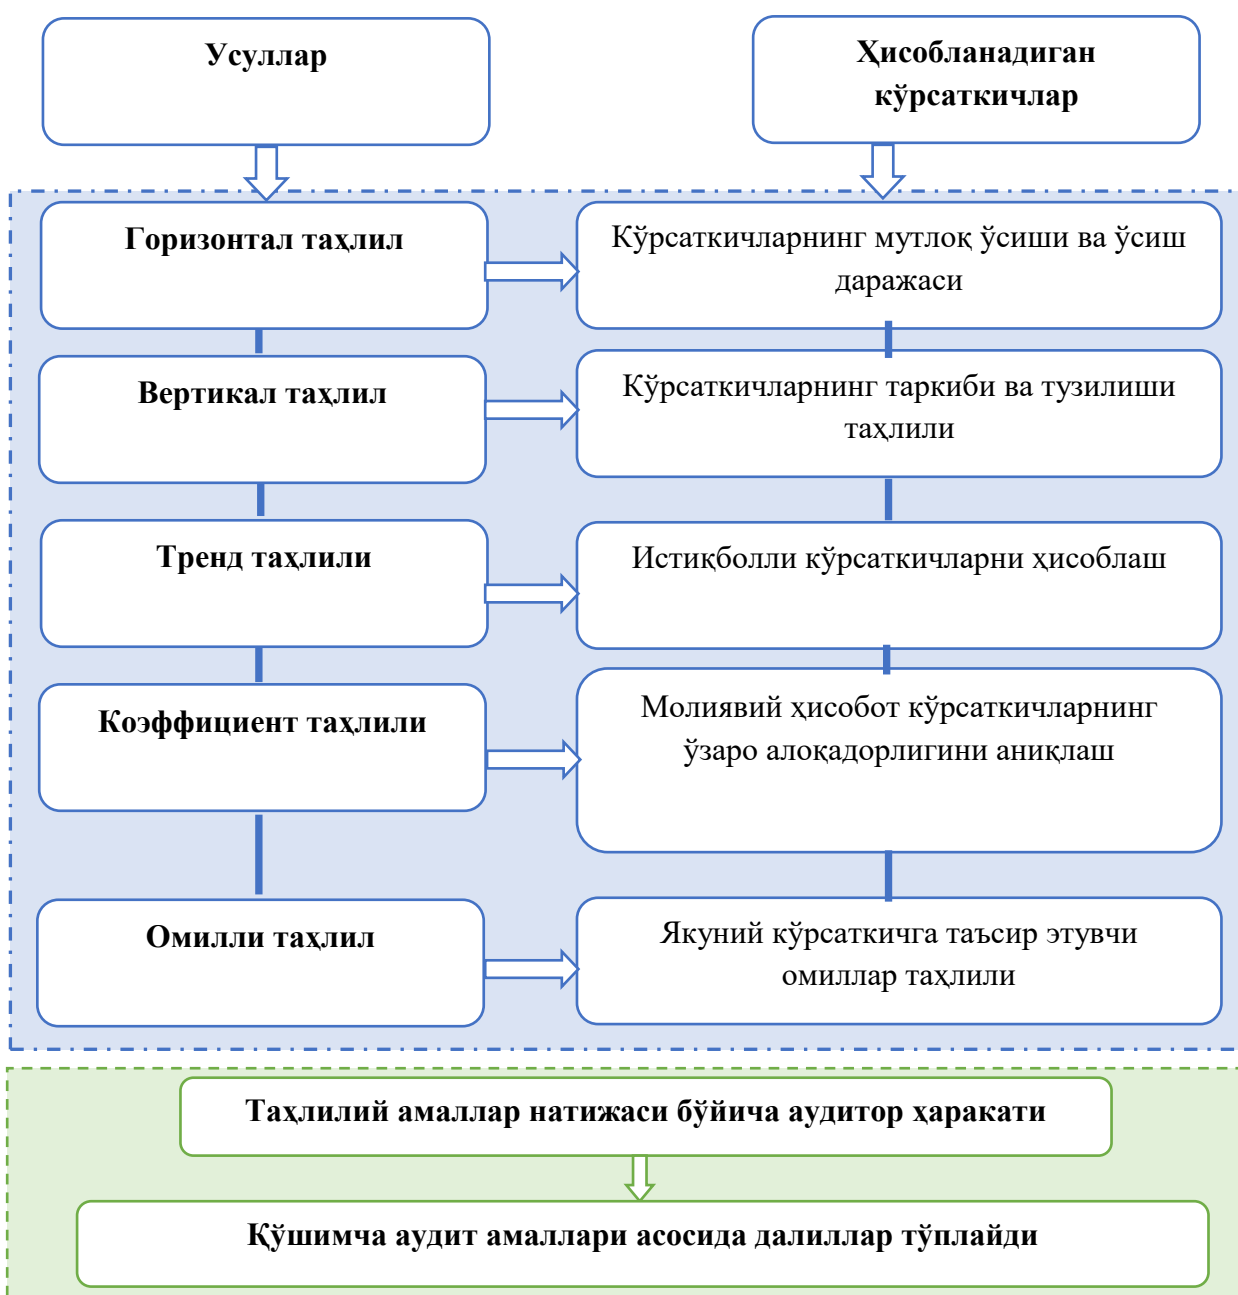 Усуллар
Ҳисобланадиган
кўрсаткичлар
Горизонтал таҳлил
Кўрсаткичларнинг мутлоқ ўсиши ва ўсиш
даражаси
Вертикал таҳлил
Кўрсаткичларнинг таркиби ва тузилиши
таҳлили
Тренд таҳлили
Истиқболли кўрсаткичларни ҳисоблаш
Коэффициент таҳлили
Молиявий ҳисобот кўрсаткичларнинг
ўзаро алоқадорлигини аниқлаш
Омилли таҳлил
Якуний кўрсаткичга таъсир этувчи
омиллар таҳлили
Таҳлилий амаллар натижаси бўйича аудитор ҳаракати
Қўшимча аудит амаллари асосида далиллар тўплайди